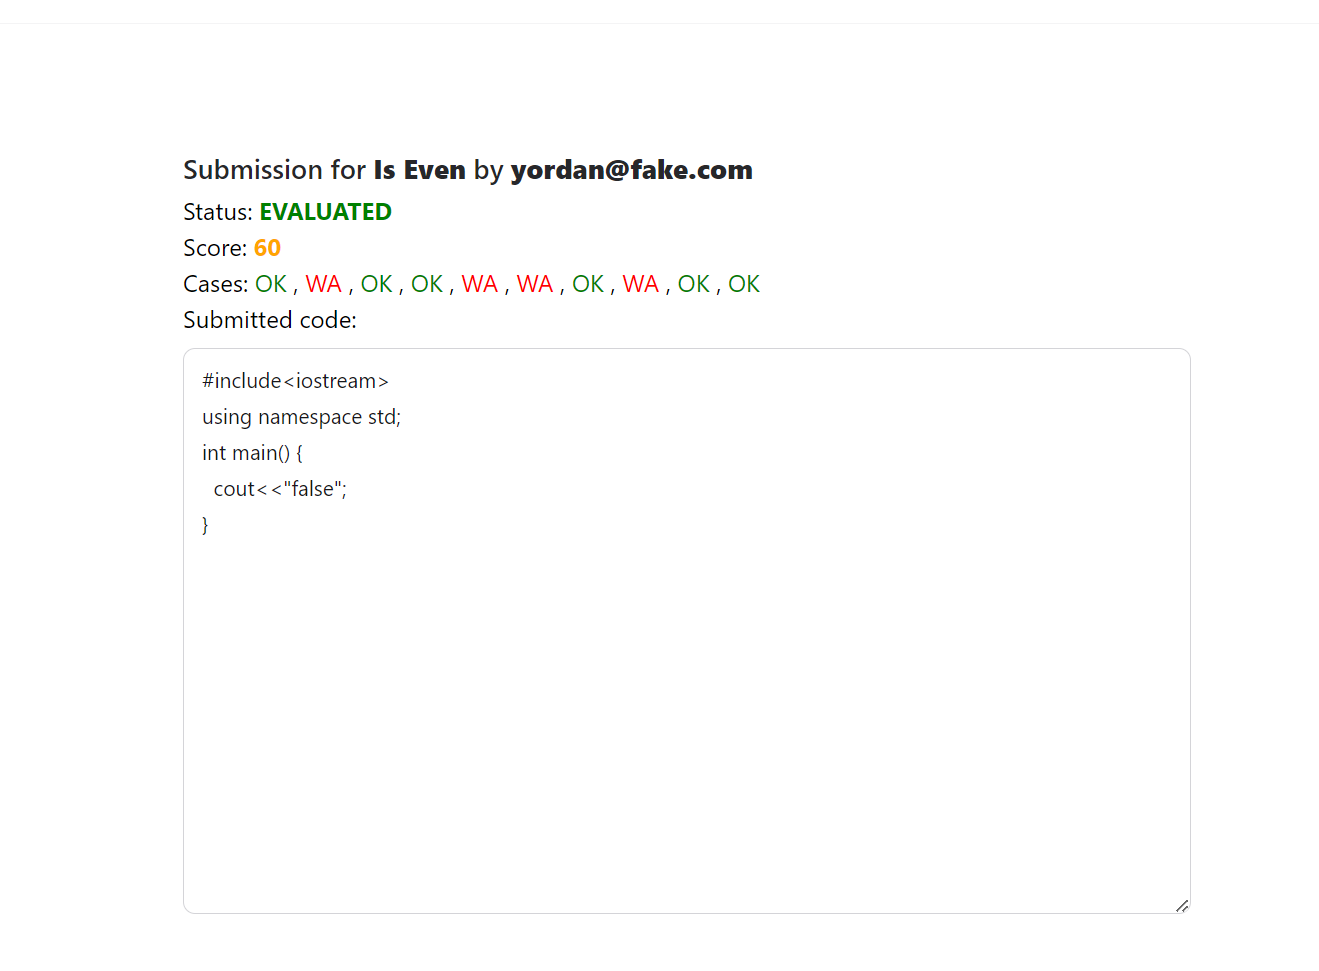 Submission for Is Even by yordan@fake.com
Status: EVALUATED
Score: 60
Cases: OK , WA , OK , OK , WA , WA , OK , WA , OK , OK
Submitted code:
#include<iostream>
using namespace std;
int main() {
  cout<<"false";
}